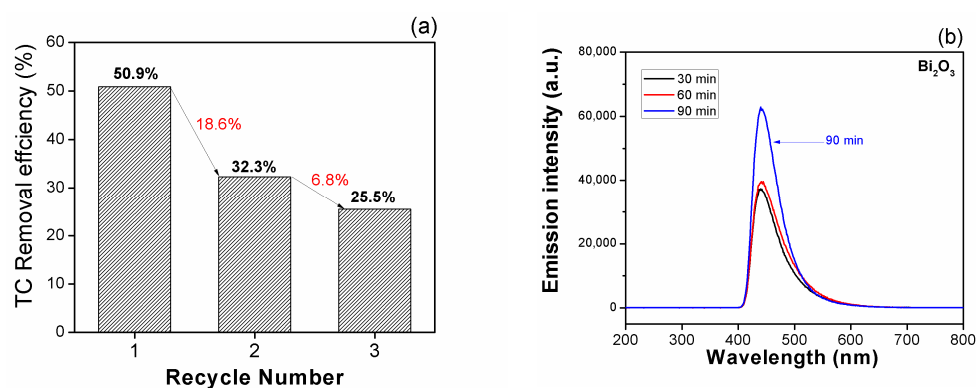 (a)
60
50
40
30
20
10
0
TC Removal effciency (%)
50.9%
18.6%
32.3%
6.8%
25.5%
1 2 3
Recycle Number
(b)
80,000
60,000
40,000
20,000
0
Emission intensity (a.u.)
Bi₂O₃
30 min
60 min
90 min
90 min
200 300 400 500 600 700 800
Wavelength (nm)